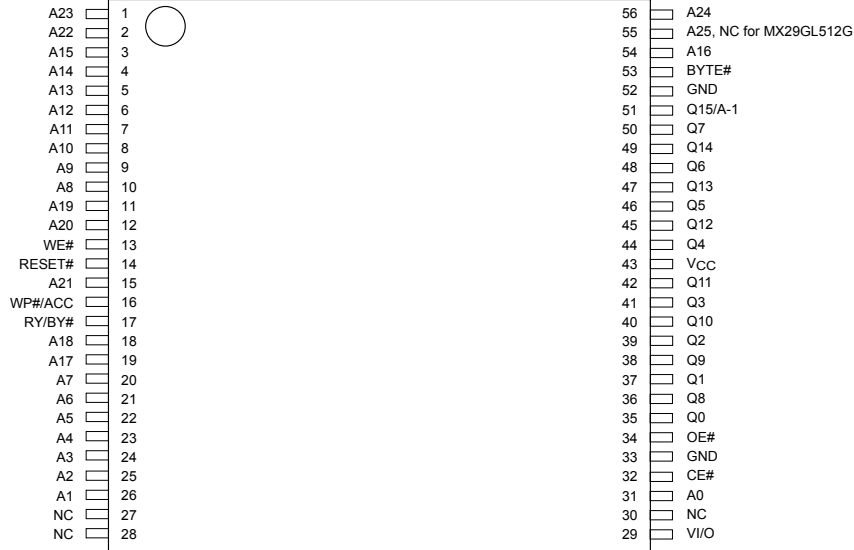 A23 1 56 A24
A22 2 55 A25, NC for MX29GL512G
A15 3 54 A16
A14 4 53 BYTE#
A13 5 52 GND
A12 6 51 Q15/A-1
A11 7 50 Q7
A10 8 49 Q14
A9 9 48 Q6
A8 10 47 Q13
A19 11 46 Q5
A20 12 45 Q12
WE# 13 44 Q4
RESET# 14 43 VCC
A21 15 42 Q11
WP#/ACC 16 41 Q3
RY/BY# 17 40 Q10
A18 18 39 Q2
A17 19 38 Q9
A7 20 37 Q1
A6 21 36 Q8
A5 22 35 Q0
A4 23 34 OE#
A3 24 33 GND
A2 25 32 CE#
A1 26 31 A0
NC 27 30 NC
NC 28 29 VI/O